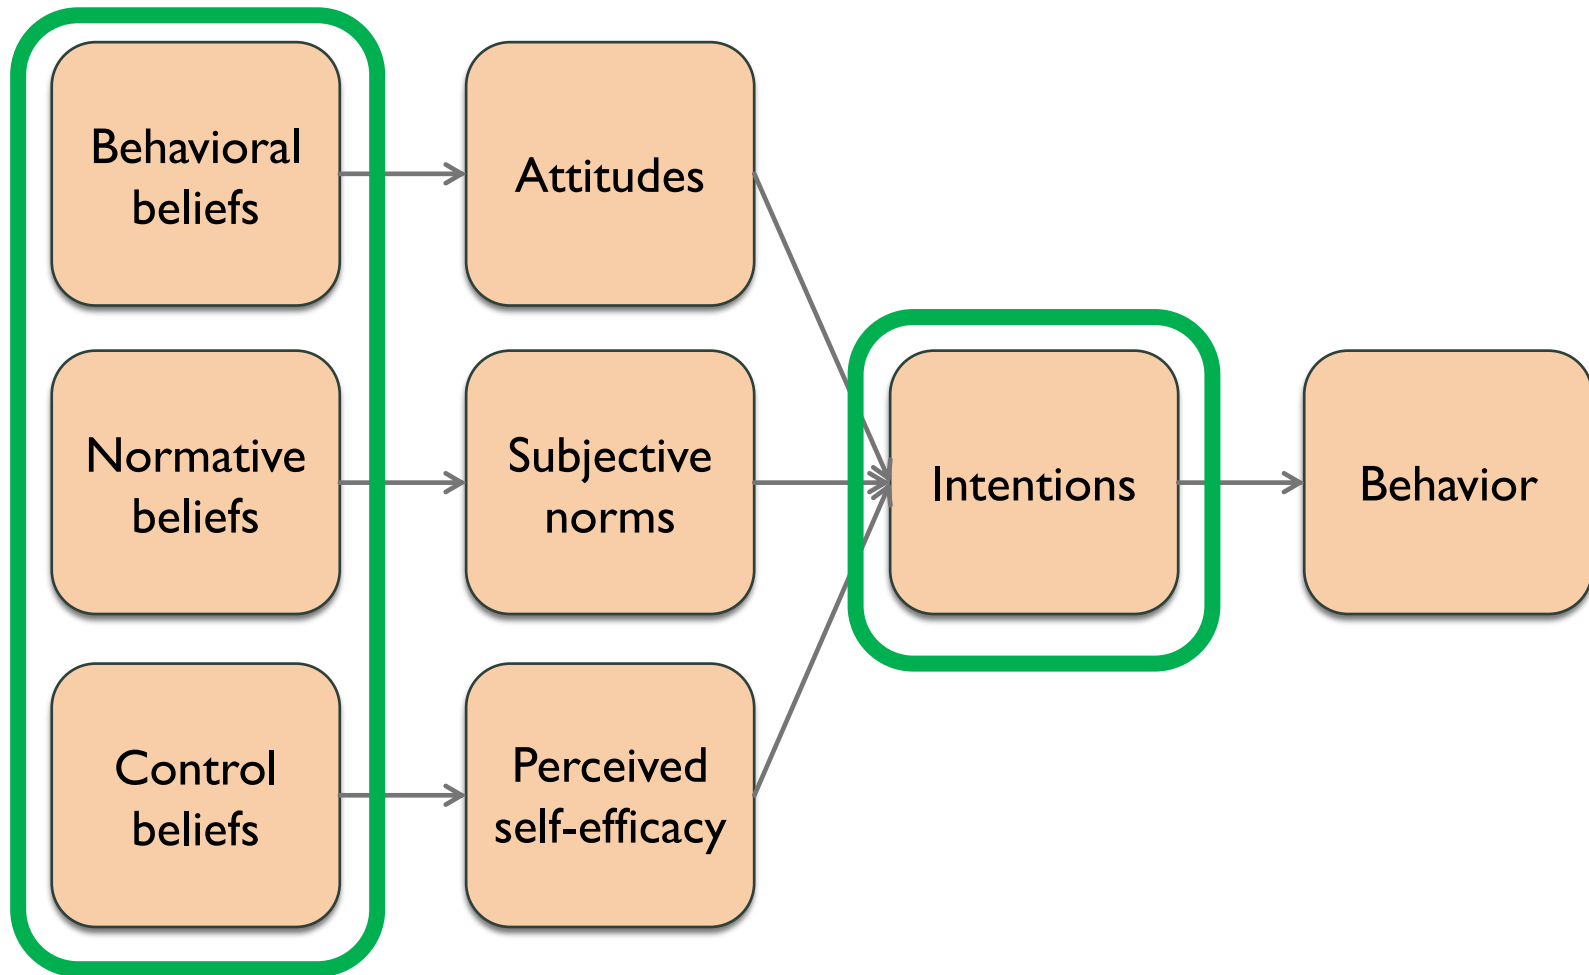 Behavioral
beliefs
Attitudes
Normative
beliefs
Subjective
norms
Intentions
Behavior
Control
beliefs
Perceived
self-efficacy